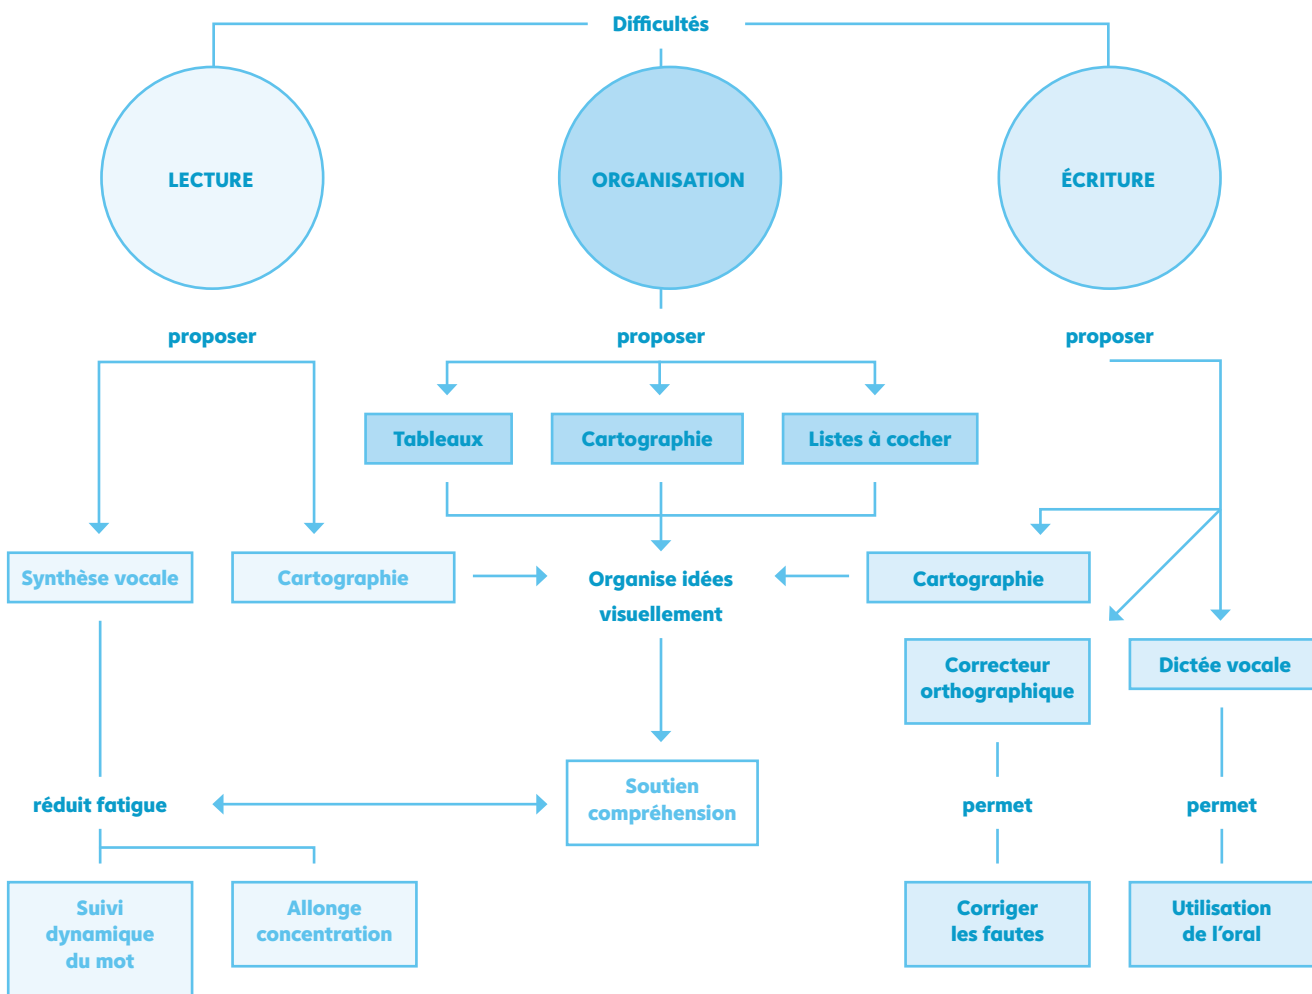 Difficultés
LECTURE
ORGANISATION
ÉCRITURE
proposer
proposer
proposer
Tableaux
Cartographie
Listes à cocher
Synthèse vocale
Cartographie
Organise idées
visuellement
Cartographie
Correcteur
orthographique
Dictée vocale
Soutien
compréhension
réduit fatigue
permet
permet
Suivi
dynamique
du mot
Allonge
concentration
Corriger
les fautes
Utilisation
de l’oral